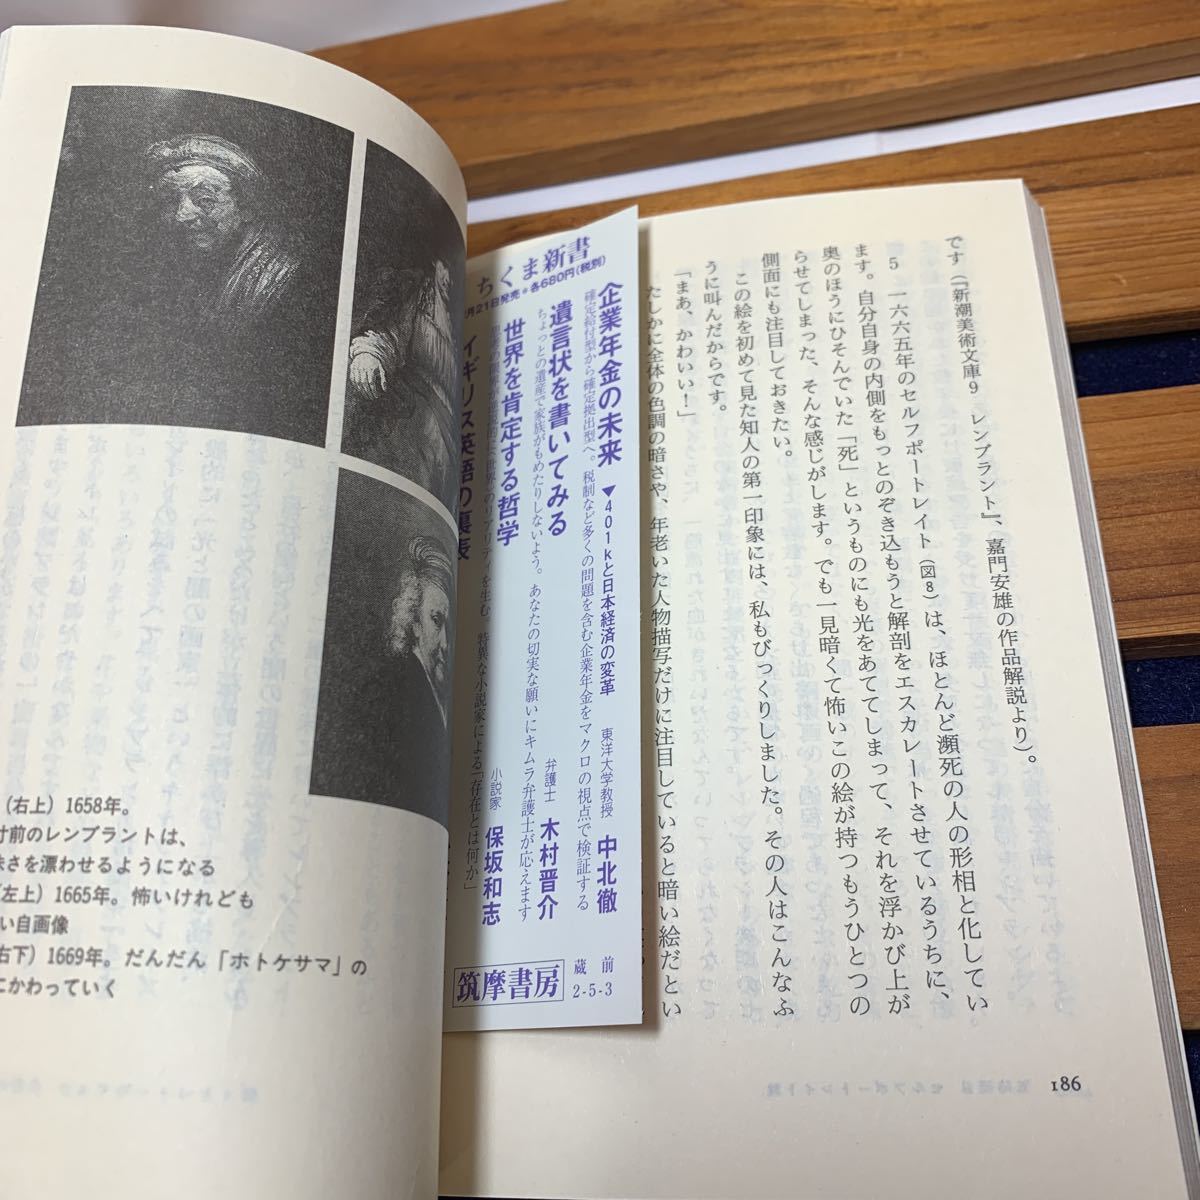 です(『新潮美術文庫9　レンブラント』、嘉門安雄の作品解説より)。
5　一六六五年のセルフポートレイト(図8)は、ほとんど瀕死の人の形相と化してい
ます。自分自身の内側をもっとのぞき込もうと解剖をエスカレートさせているうちに、
奥のほうにひそんでいた「死」というものにも光をあててしまって、それを浮かび上が
らせてしまった、そんな感じがします。でも一見暗くて怖いこの絵が持つもうひとつの
側面にも注目しておきたい。
この絵を初めて見た知人の第一印象には、私もびっくりしました。その人はこんなふ
うに叫んだからです。
「まあ、かわいい!」
たしかに全体の色調の暗さや、年老いた人物描写だけに注目していると暗い絵だとい
186
ちくま新書
月21日発売*各680円(税別)
企業年金の未来　▼401kと日本経済の変革　東洋大学教授　中北徹
確定給付型から確定拠出型へ。税制など多くの問題を含む企業年金をマクロの視点で検証する
遺言状を書いてみる　弁護士　木村晋介
ちょっとの遺産で家族がもめたりしないよう。あなたの切実な願いにキムラ弁護士が応えます
世界を肯定する哲学　小説家　保坂和志
世界へのリアリティを生む、特異な小説家による「存在とは何か」
イギリス英語の裏表
筑摩書房　蔵前2-5-3
(右上)1658年。
寸前のレンブラントは、
さを漂わせるようになる
(左上)1665年。怖いけれども
い自画像
右下)1669年。だんだん「ホトケサマ」の
にかわっていく